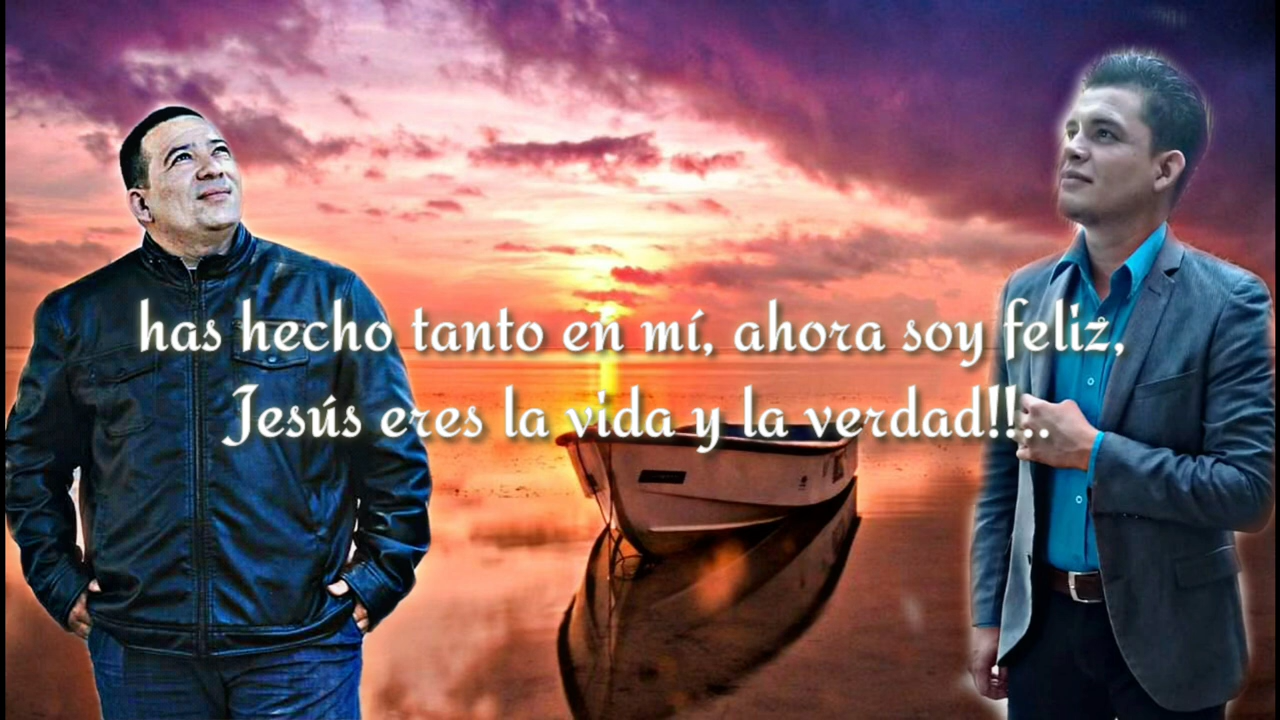 has hecho tanto en mí, ahora soy feliz,
Jesús eres la vida y la verdad!!...